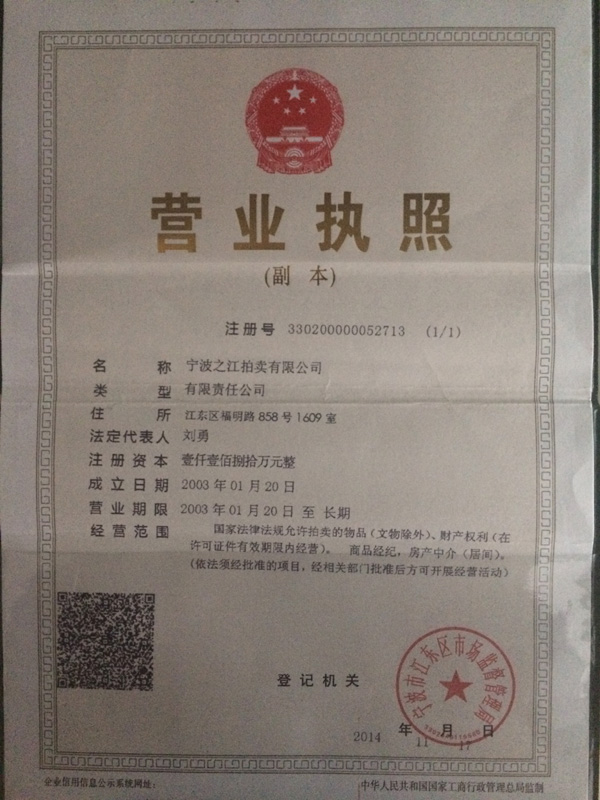 营业执照
(副 本)
注册号 330200000052713 (1/1)
名 称 宁波之江拍卖有限公司
类 型 有限责任公司
住 所 江东区福明路858号1609室
法定代表人 刘勇
注册资本 壹仟壹佰捌拾万元整
成立日期 2003年01月20日
营业期限 2003年01月20日至长期
经营范围 国家法律法规允许拍卖的物品(文物除外)、财产权利(在
许可证件有效期限内经营)。 商品经纪,房产中介(居间)。
(依法须经批准的项目,经相关部门批准后方可开展经营活动)
登记机关
宁波市江东区市场监督管理局
2014 年 11 月 17 日
企业信用信息公示系统网址:
中华人民共和国国家工商行政管理总局监制